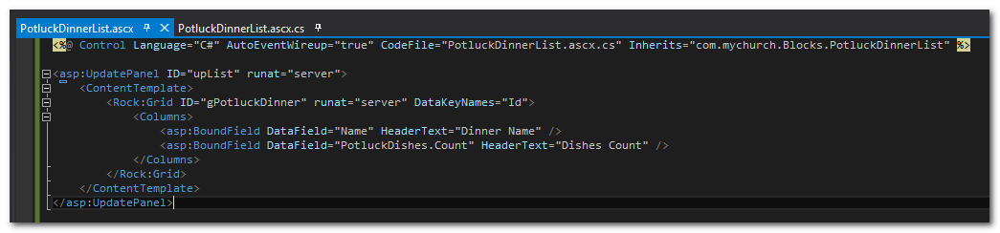 PotluckDinnerList.ascx PotluckDinnerList.ascx.cs
<%@ Control Language="C#" AutoEventWireup="true" CodeFile="PotluckDinnerList.ascx.cs" Inherits="com.mychurch.Blocks.PotluckDinnerList" %>
<asp:UpdatePanel ID="upList" runat="server">
<ContentTemplate>
<Rock:Grid ID="gPotluckDinner" runat="server" DataKeyNames="Id">
<Columns>
<asp:BoundField DataField="Name" HeaderText="Dinner Name" />
<asp:BoundField DataField="PotluckDishes.Count" HeaderText="Dishes Count" />
</Columns>
</Rock:Grid>
</ContentTemplate>
</asp:UpdatePanel>